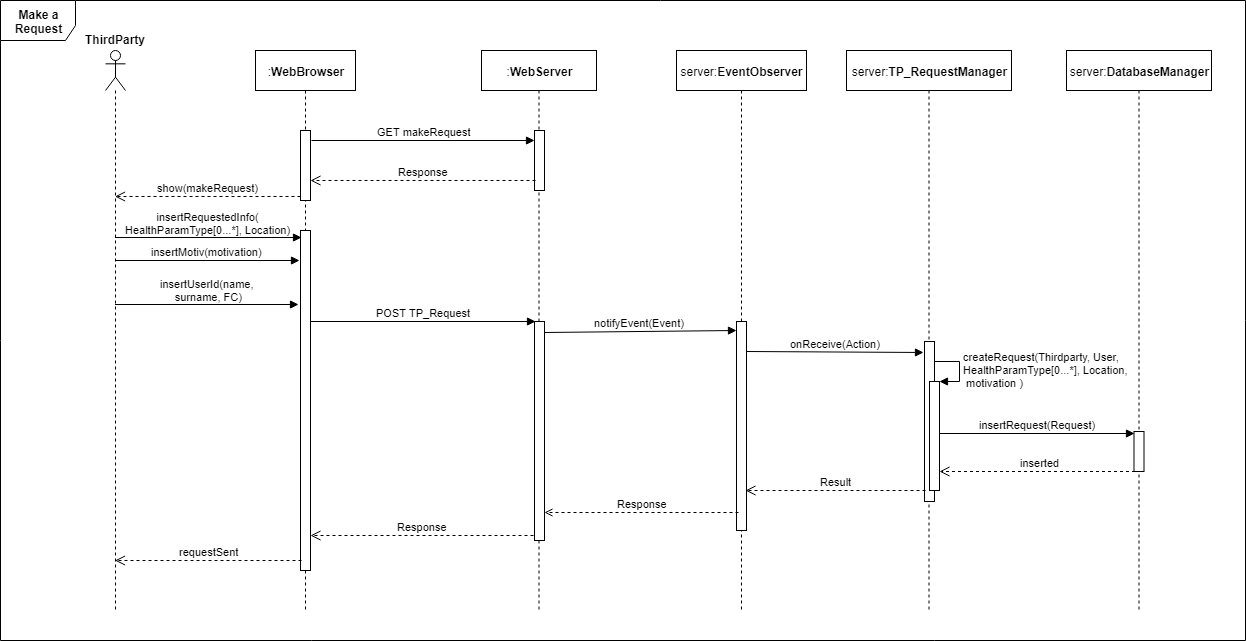 Make a
Request
ThirdParty
:WebBrowser
:WebServer
server:EventObserver
server:TP_RequestManager
server:DatabaseManager
GET makeRequest
Response
show(makeRequest)
insertRequestedInfo(
HealthParamType[0...*], Location)
insertMotiv(motivation)
insertUserId(name,
surname, FC)
POST TP_Request
notifyEvent(Event)
onReceive(Action)
createRequest(Thirdparty, User,
HealthParamType[0...*], Location,
motivation )
insertRequest(Request)
inserted
Result
Response
Response
requestSent